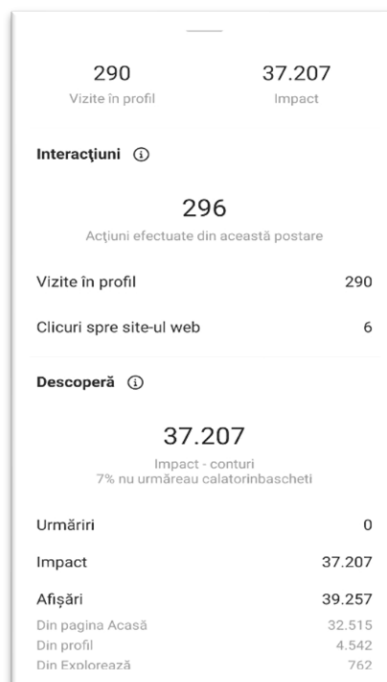 290 37.207
Vizite în profil Impact
Interacţiuni
296
Acţiuni efectuate din această postare
Vizite în profil 290
Clicuri spre site-ul web 6
Descoperă
37.207
Impact - conturi
7% nu urmăreau calatorinbascheti
Urmăriri 0
Impact 37.207
Afișări 39.257
Din pagina Acasă 32.515
Din profil 4.542
Din Explorează 762